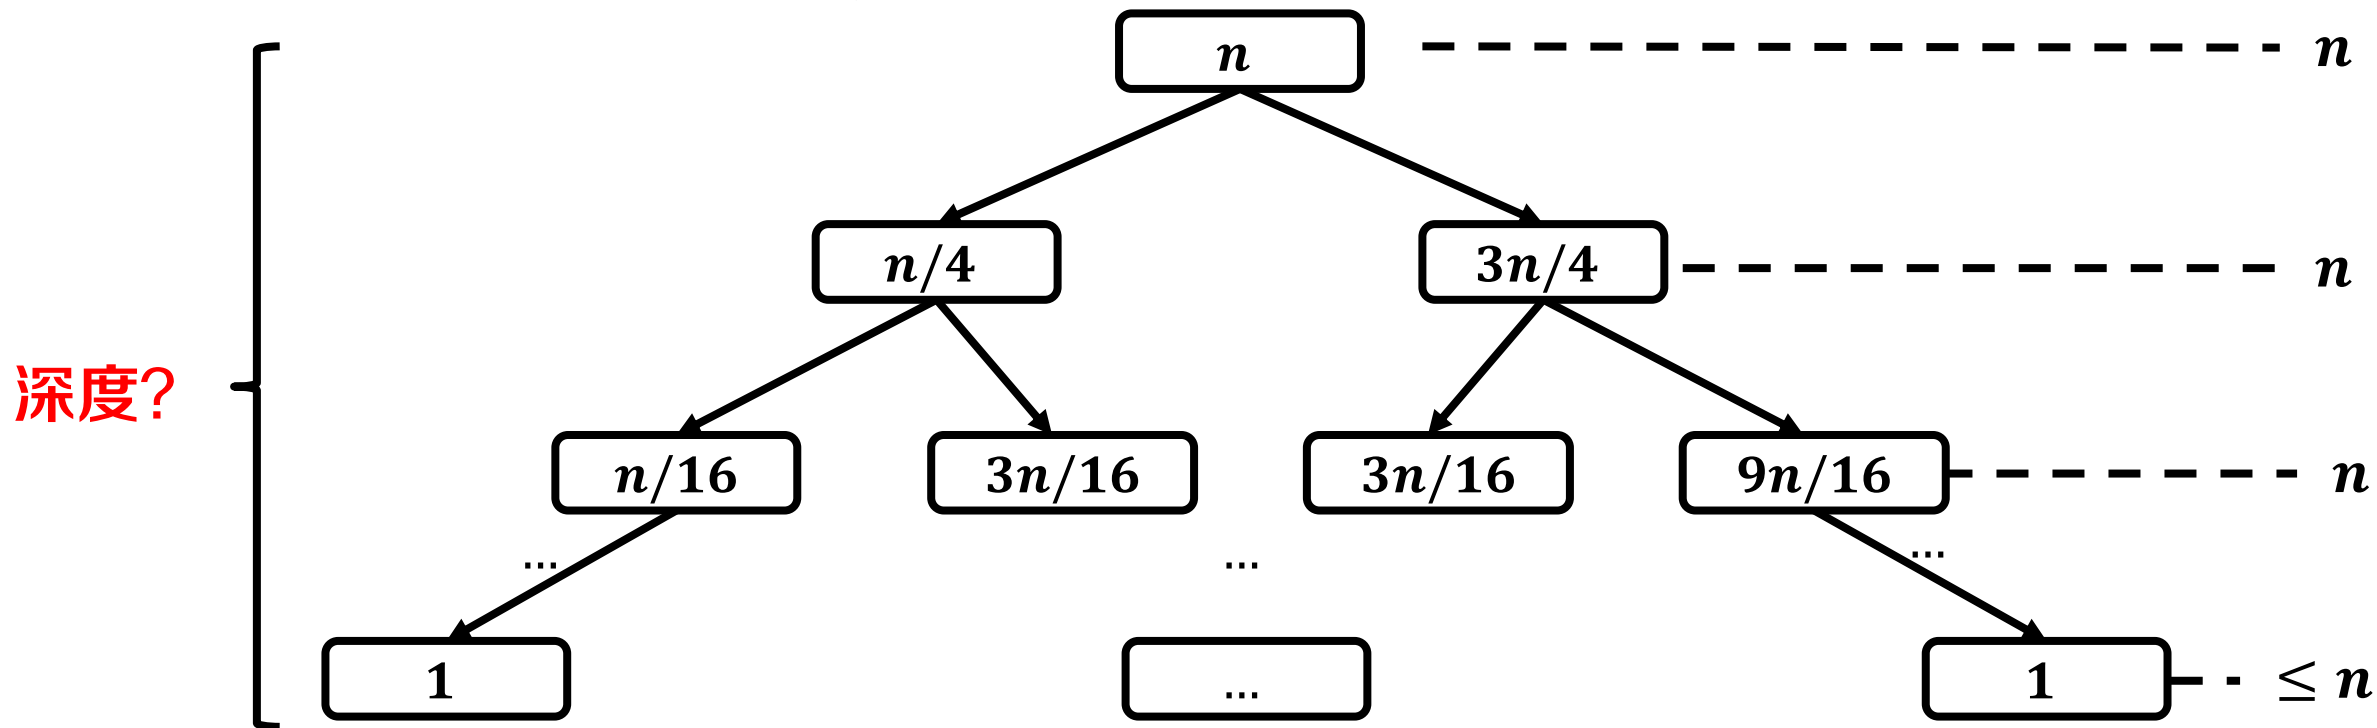 n n
n/4 3n/4 n
深度?
n/16 3n/16 3n/16 9n/16 n
... ... ...
1 ... 1 ≤ n